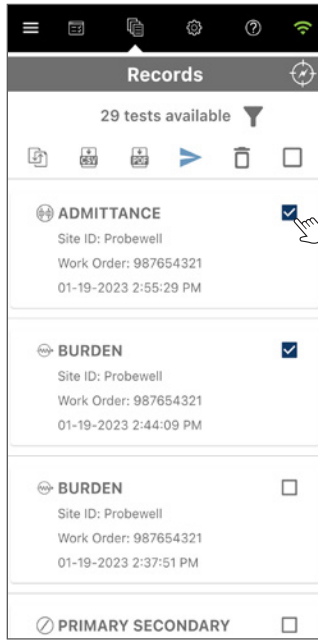 Records
29 tests available
CSV PDF
ADMITTANCE
Site ID: Probewell
Work Order: 987654321
01-19-2023 2:55:29 PM
BURDEN
Site ID: Probewell
Work Order: 987654321
01-19-2023 2:44:09 PM
BURDEN
Site ID: Probewell
Work Order: 987654321
01-19-2023 2:37:51 PM
PRIMARY SECONDARY